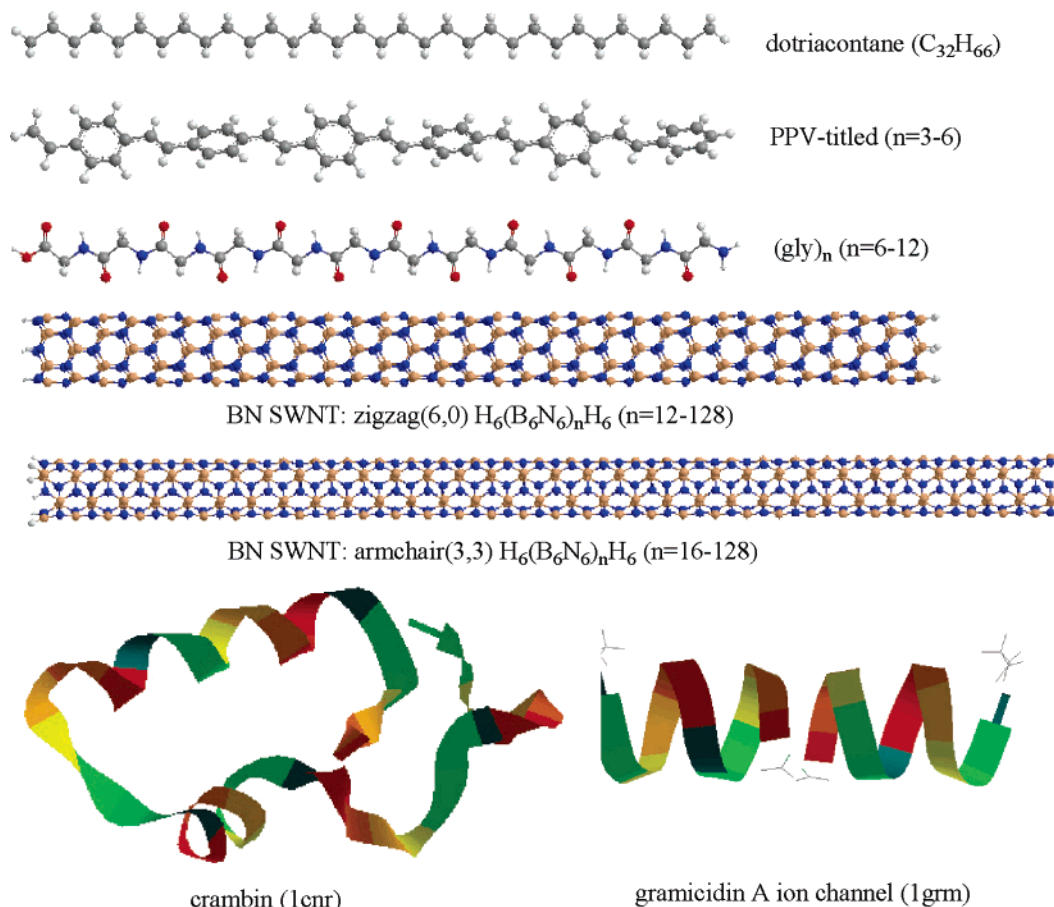 dotriacontane (C₃₂H₆₆)
PPV-titled (n=3-6)
(gly)ₙ (n=6-12)
BN SWNT: zigzag(6,0) H₆(B₆N₆)ₙH₆ (n=12-128)
BN SWNT: armchair(3,3) H₆(B₆N₆)ₙH₆ (n=16-128)
crambin (1cnr)
gramicidin A ion channel (1grm)